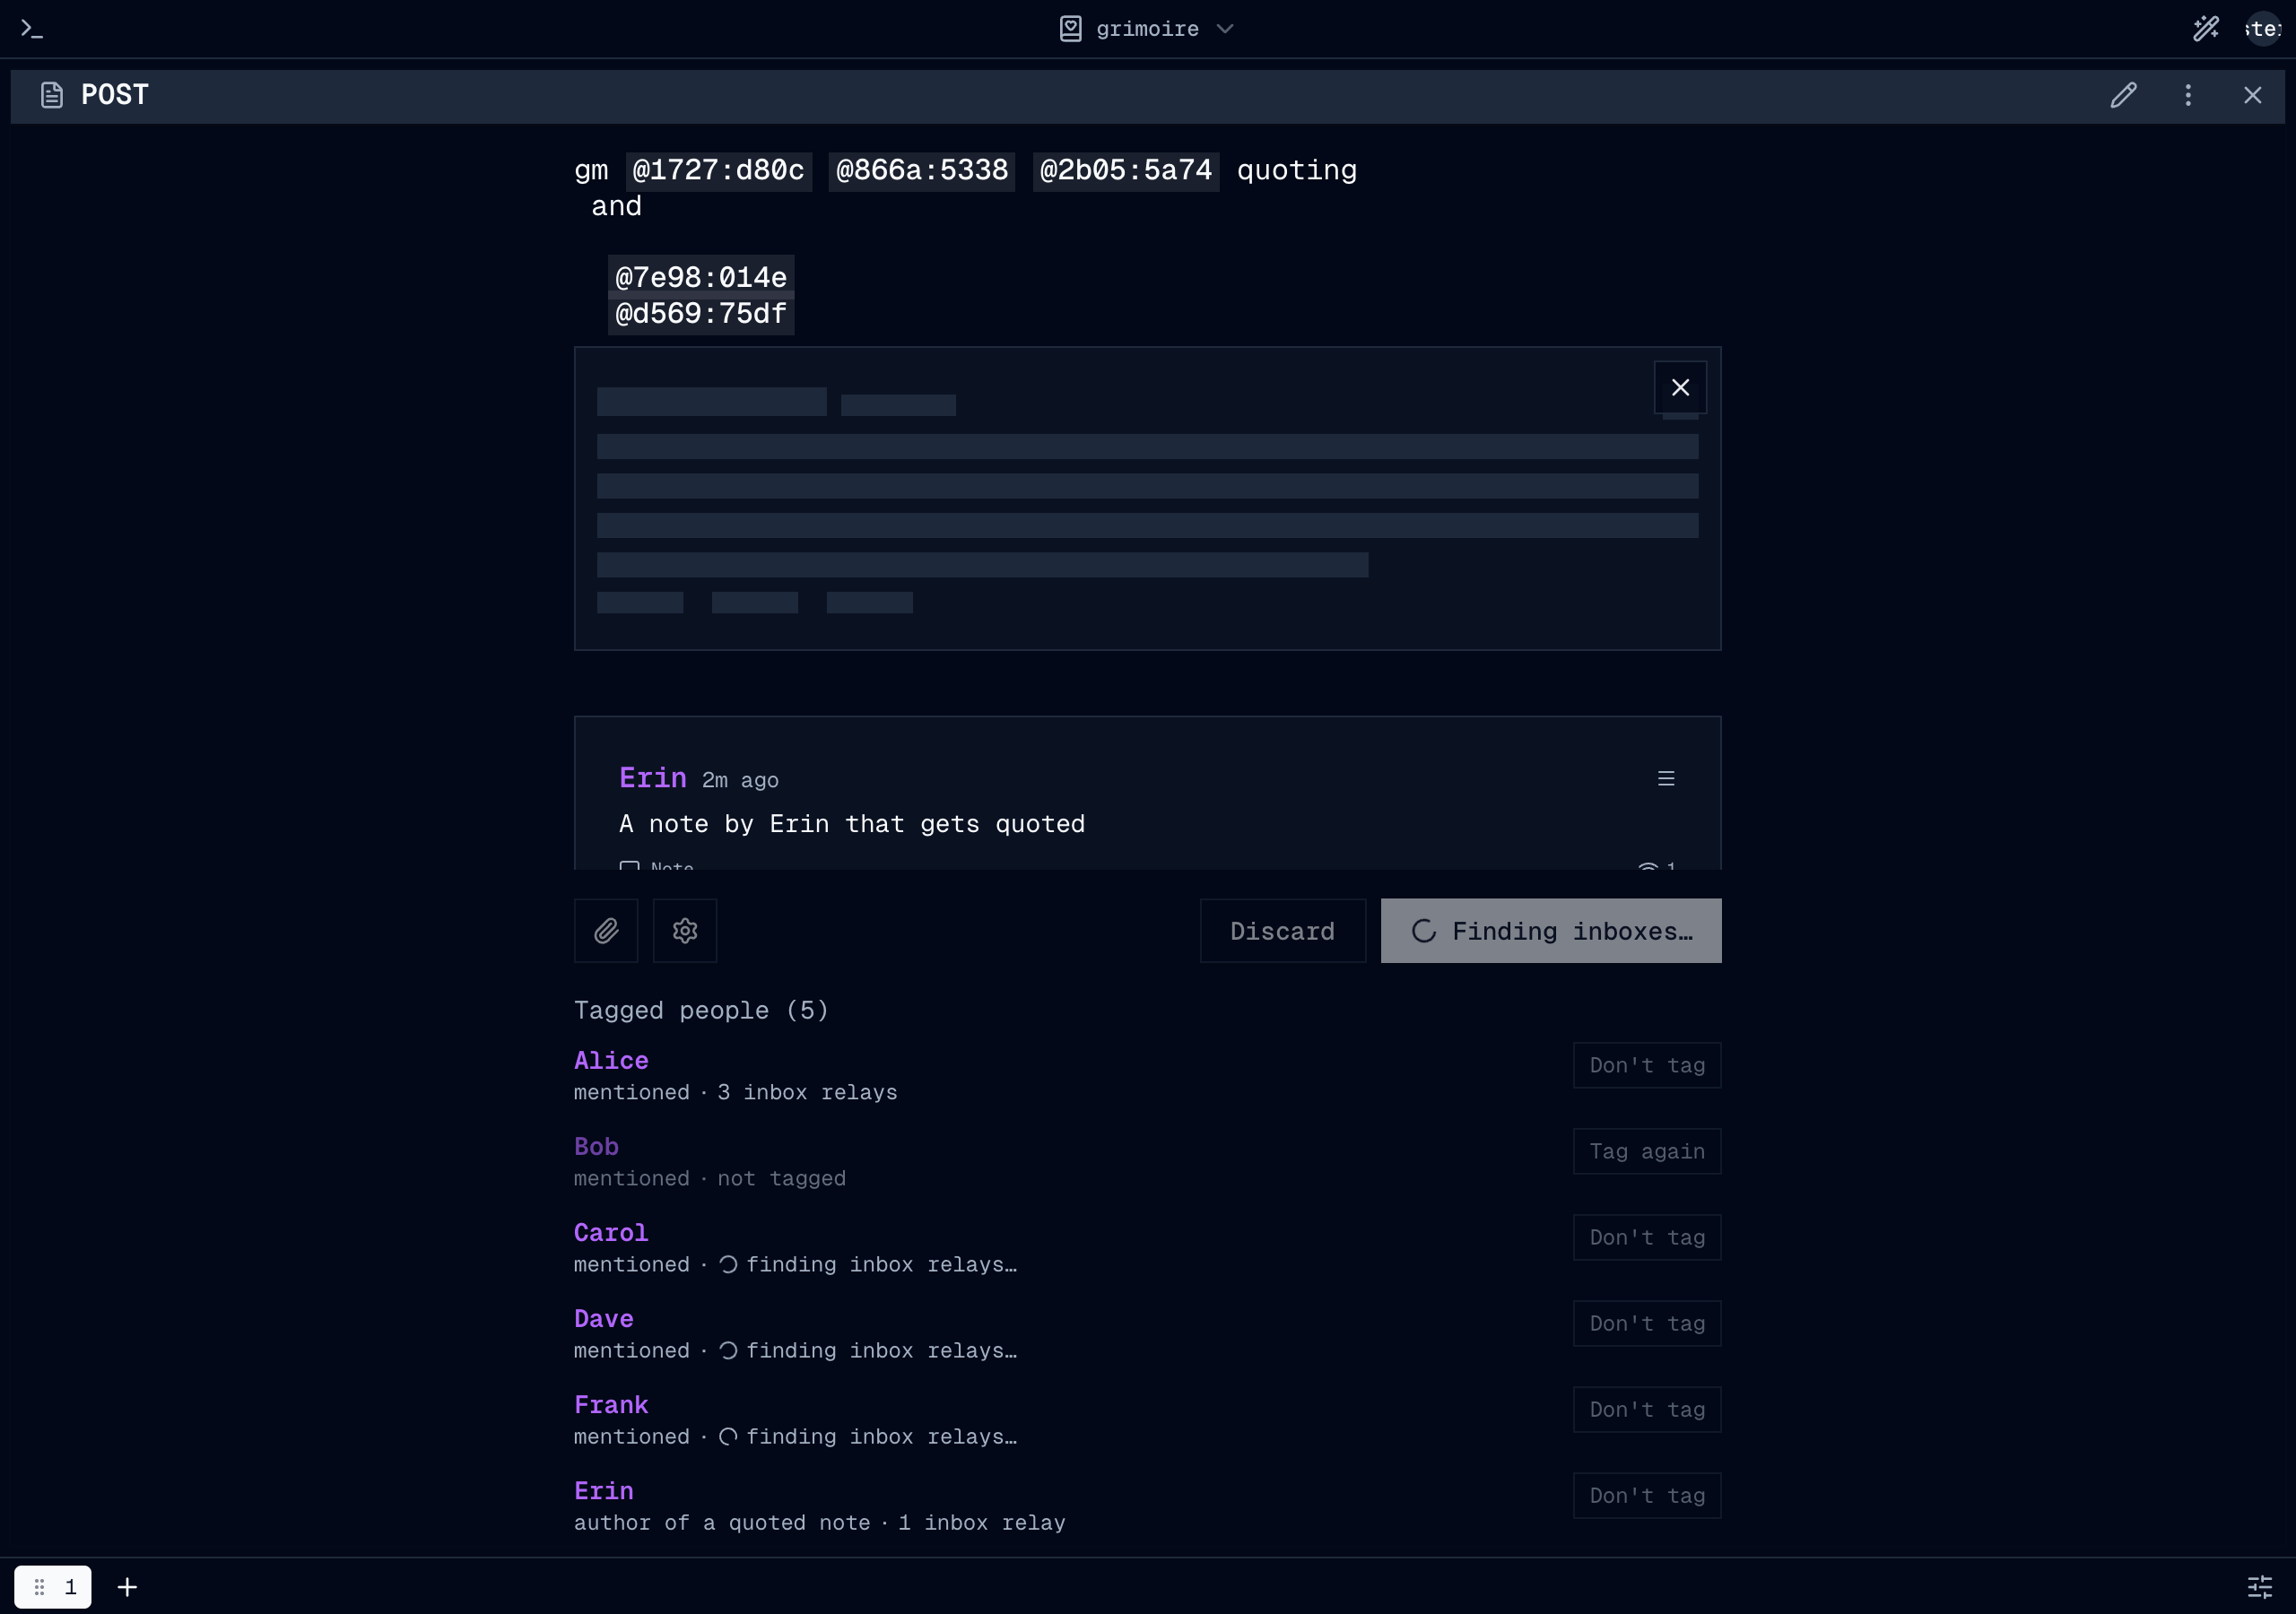 grimoire
POST
gm @1727:d80c @866a:5338 @2b05:5a74 quoting
and
@7e98:014e
@d569:75df
Erin 2m ago
A note by Erin that gets quoted
Note 1
Discard
Finding inboxes…
Tagged people (5)
Alice
Don't tag
mentioned · 3 inbox relays
Bob
Tag again
mentioned · not tagged
Carol
Don't tag
mentioned · finding inbox relays…
Dave
Don't tag
mentioned · finding inbox relays…
Frank
Don't tag
mentioned · finding inbox relays…
Erin
Don't tag
author of a quoted note · 1 inbox relay
1